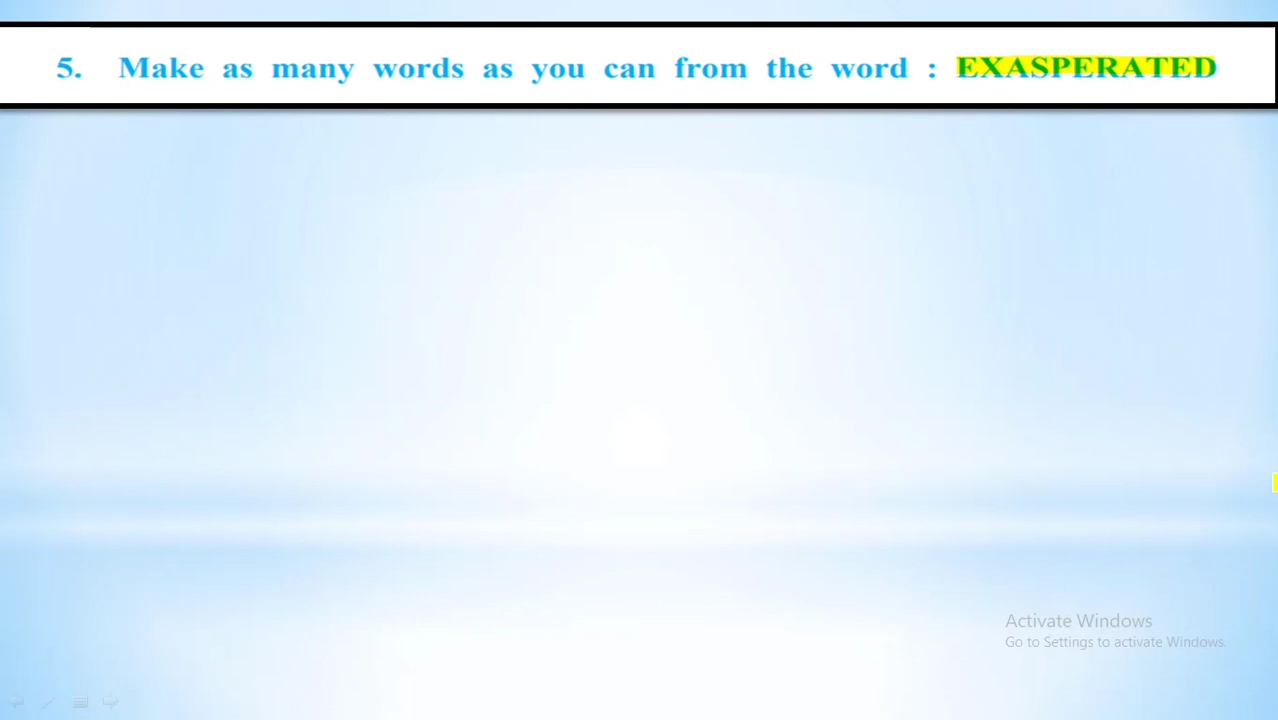 5. Make as many words as you can from the word : EXASPERATED
Activate Windows
Go to Settings to activate Windows.